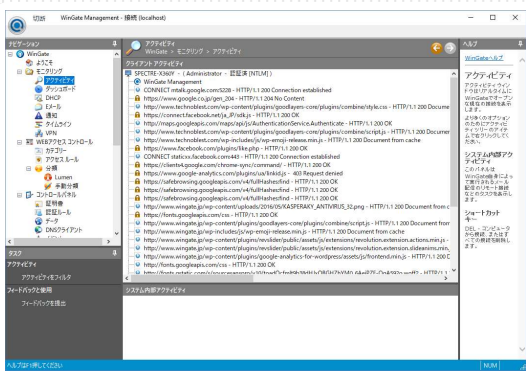 切断
WinGate Management - 接続 (localhost)
ナビゲーション
WinGate
ようこそ
モニタリング
アクティビティ
ダッシュボード
DHCP
Eメール
通知
タイムライン
VPN
WEBアクセスコントロール
カテゴリー
アクセスルール
分類
Lumen
手動分類
コントロールパネル
証明書
認証ルール
データ
DNSクライアント
タスク
アクティビティ
アクティビティをフィルタ
フィードバックと使用
フィードバックを提出
アクティビティ
WinGate » モニタリング » アクティビティ
クライアント アクティビティ
SPECTRE-X360Y - ( Administrator - 認証済 [NTLM] )
WinGate Management
CONNECT mtalk.google.com:5228 - HTTP/1.1 200 Connection established
https://www.google.co.jp/gen_204 - HTTP/1.1 204 No Content
https://www.technoblest.com/wp-content/plugins/goodlayers-core/plugins/combine/style.css - HTTP/1.1 200 Documen
https://connect.facebook.net/ja_JP/sdk.js - HTTP/1.1 200 OK
https://maps.googleapis.com/maps/api/js/AuthenticationService.Authenticate - HTTP/1.1 200 OK
https://www.technoblest.com/wp-content/plugins/goodlayers-core/plugins/combine/script.js - HTTP/1.1 200 Documen
https://www.technoblest.com/wp-includes/js/wp-emoji-release.min.js - HTTP/1.1 200 Document from cache
https://www.facebook.com/plugins/like.php - HTTP/1.1 200 OK
CONNECT staticxx.facebook.com:443 - HTTP/1.1 200 Connection established
https://clients4.google.com/chrome-sync/command/ - HTTP/1.1 200 OK
https://www.google-analytics.com/plugins/ua/linkid.js - 403 Request denied
https://safebrowsing.googleapis.com/v4/fullHashes:find - HTTP/1.1 200 OK
https://safebrowsing.googleapis.com/v4/fullHashes:find - HTTP/1.1 200 OK
https://safebrowsing.googleapis.com/v4/fullHashes:find - HTTP/1.1 200 OK
http://www.wingate.jp/wp-content/uploads/2016/05/KASPERAKY_ANTIVIRUS_32.png - HTTP/1.1 200 Document from c
https://fonts.googleapis.com/css - HTTP/1.1 200 OK
http://www.wingate.jp/wp-content/plugins/goodlayers-core/plugins/combine/script.js - HTTP/1.1 200 Document from
http://www.wingate.jp/wp-includes/js/wp-emoji-release.min.js - HTTP/1.1 200 Document from cache
http://www.wingate.jp/wp-content/plugins/revslider/public/assets/js/extensions/revolution.extension.actions.min.js -
http://www.wingate.jp/wp-content/plugins/revslider/public/assets/js/extensions/revolution.extension.slideanims.min.
http://www.wingate.jp/wp-content/plugins/google-analytics-for-wordpress/assets/js/frontend.min.js - HTTP/1.1 200 D
http://fonts.googleapis.com/css - HTTP/1.1 200 OK
システム内部アクティビティ
ヘルプ
WinGateヘルプ
アクティビティ
システム内部アクティビティ
ショートカットキー
ヘルプはF1押してください
NUM